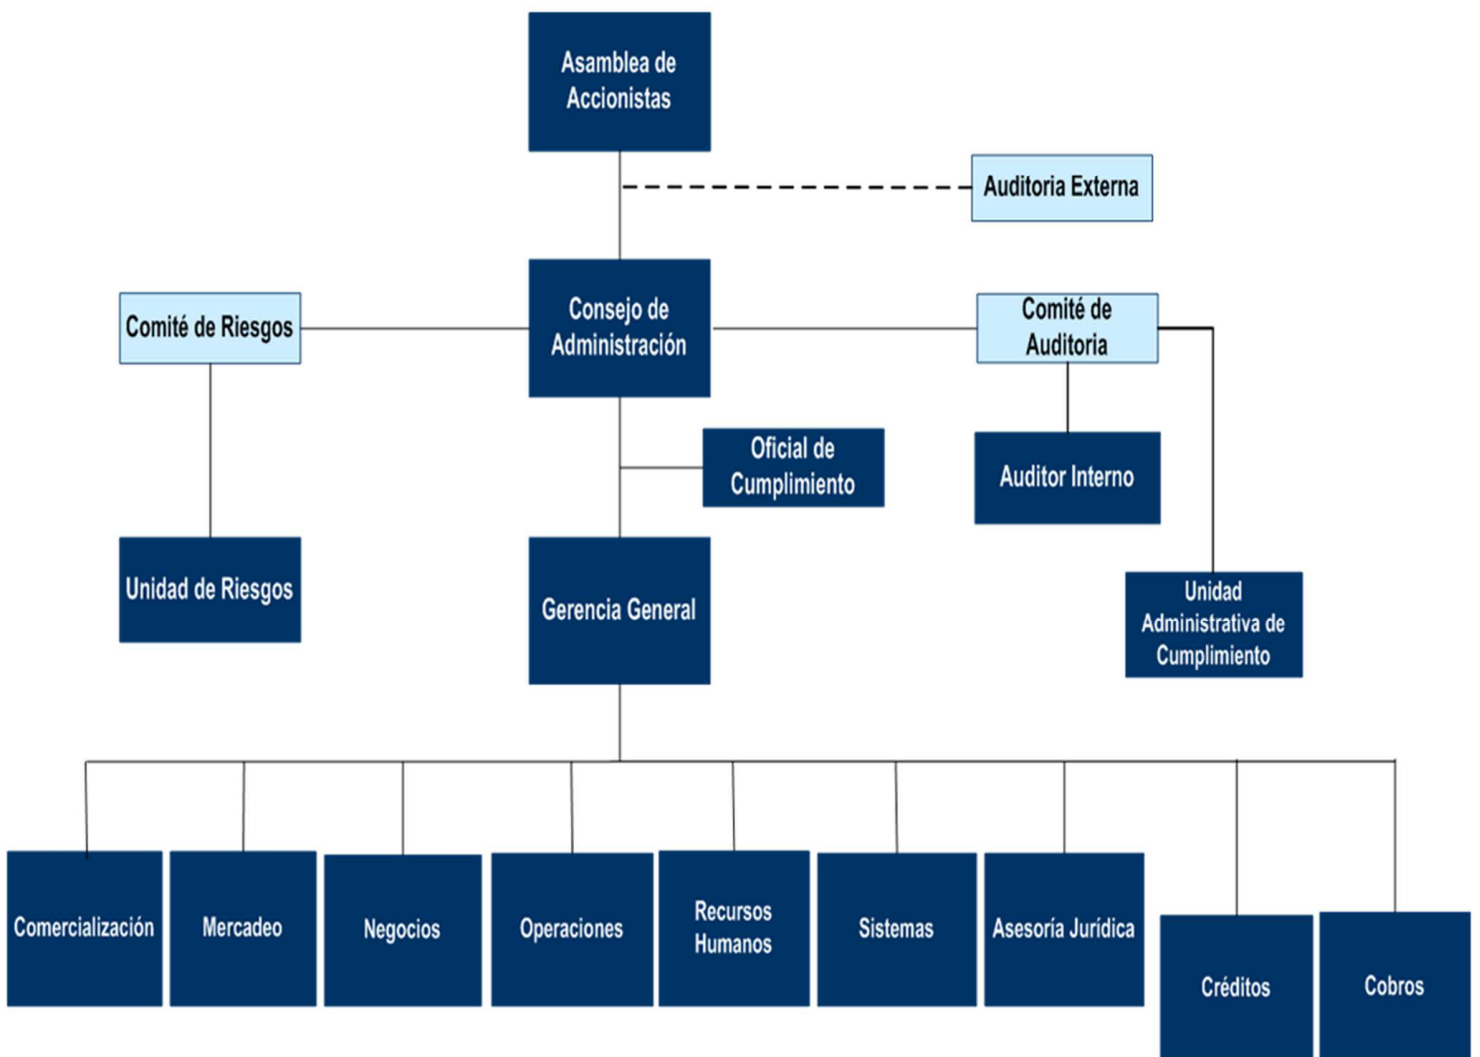 Asamblea de
Accionistas
Auditoria Externa
Comité de Riesgos
Consejo de
Administración
Comité de
Auditoria
Oficial de
Cumplimiento
Auditor Interno
Unidad de Riesgos
Gerencia General
Unidad
Administrativa de
Cumplimiento
Comercialización
Mercadeo
Negocios
Operaciones
Recursos
Humanos
Sistemas
Asesoría Jurídica
Créditos
Cobros